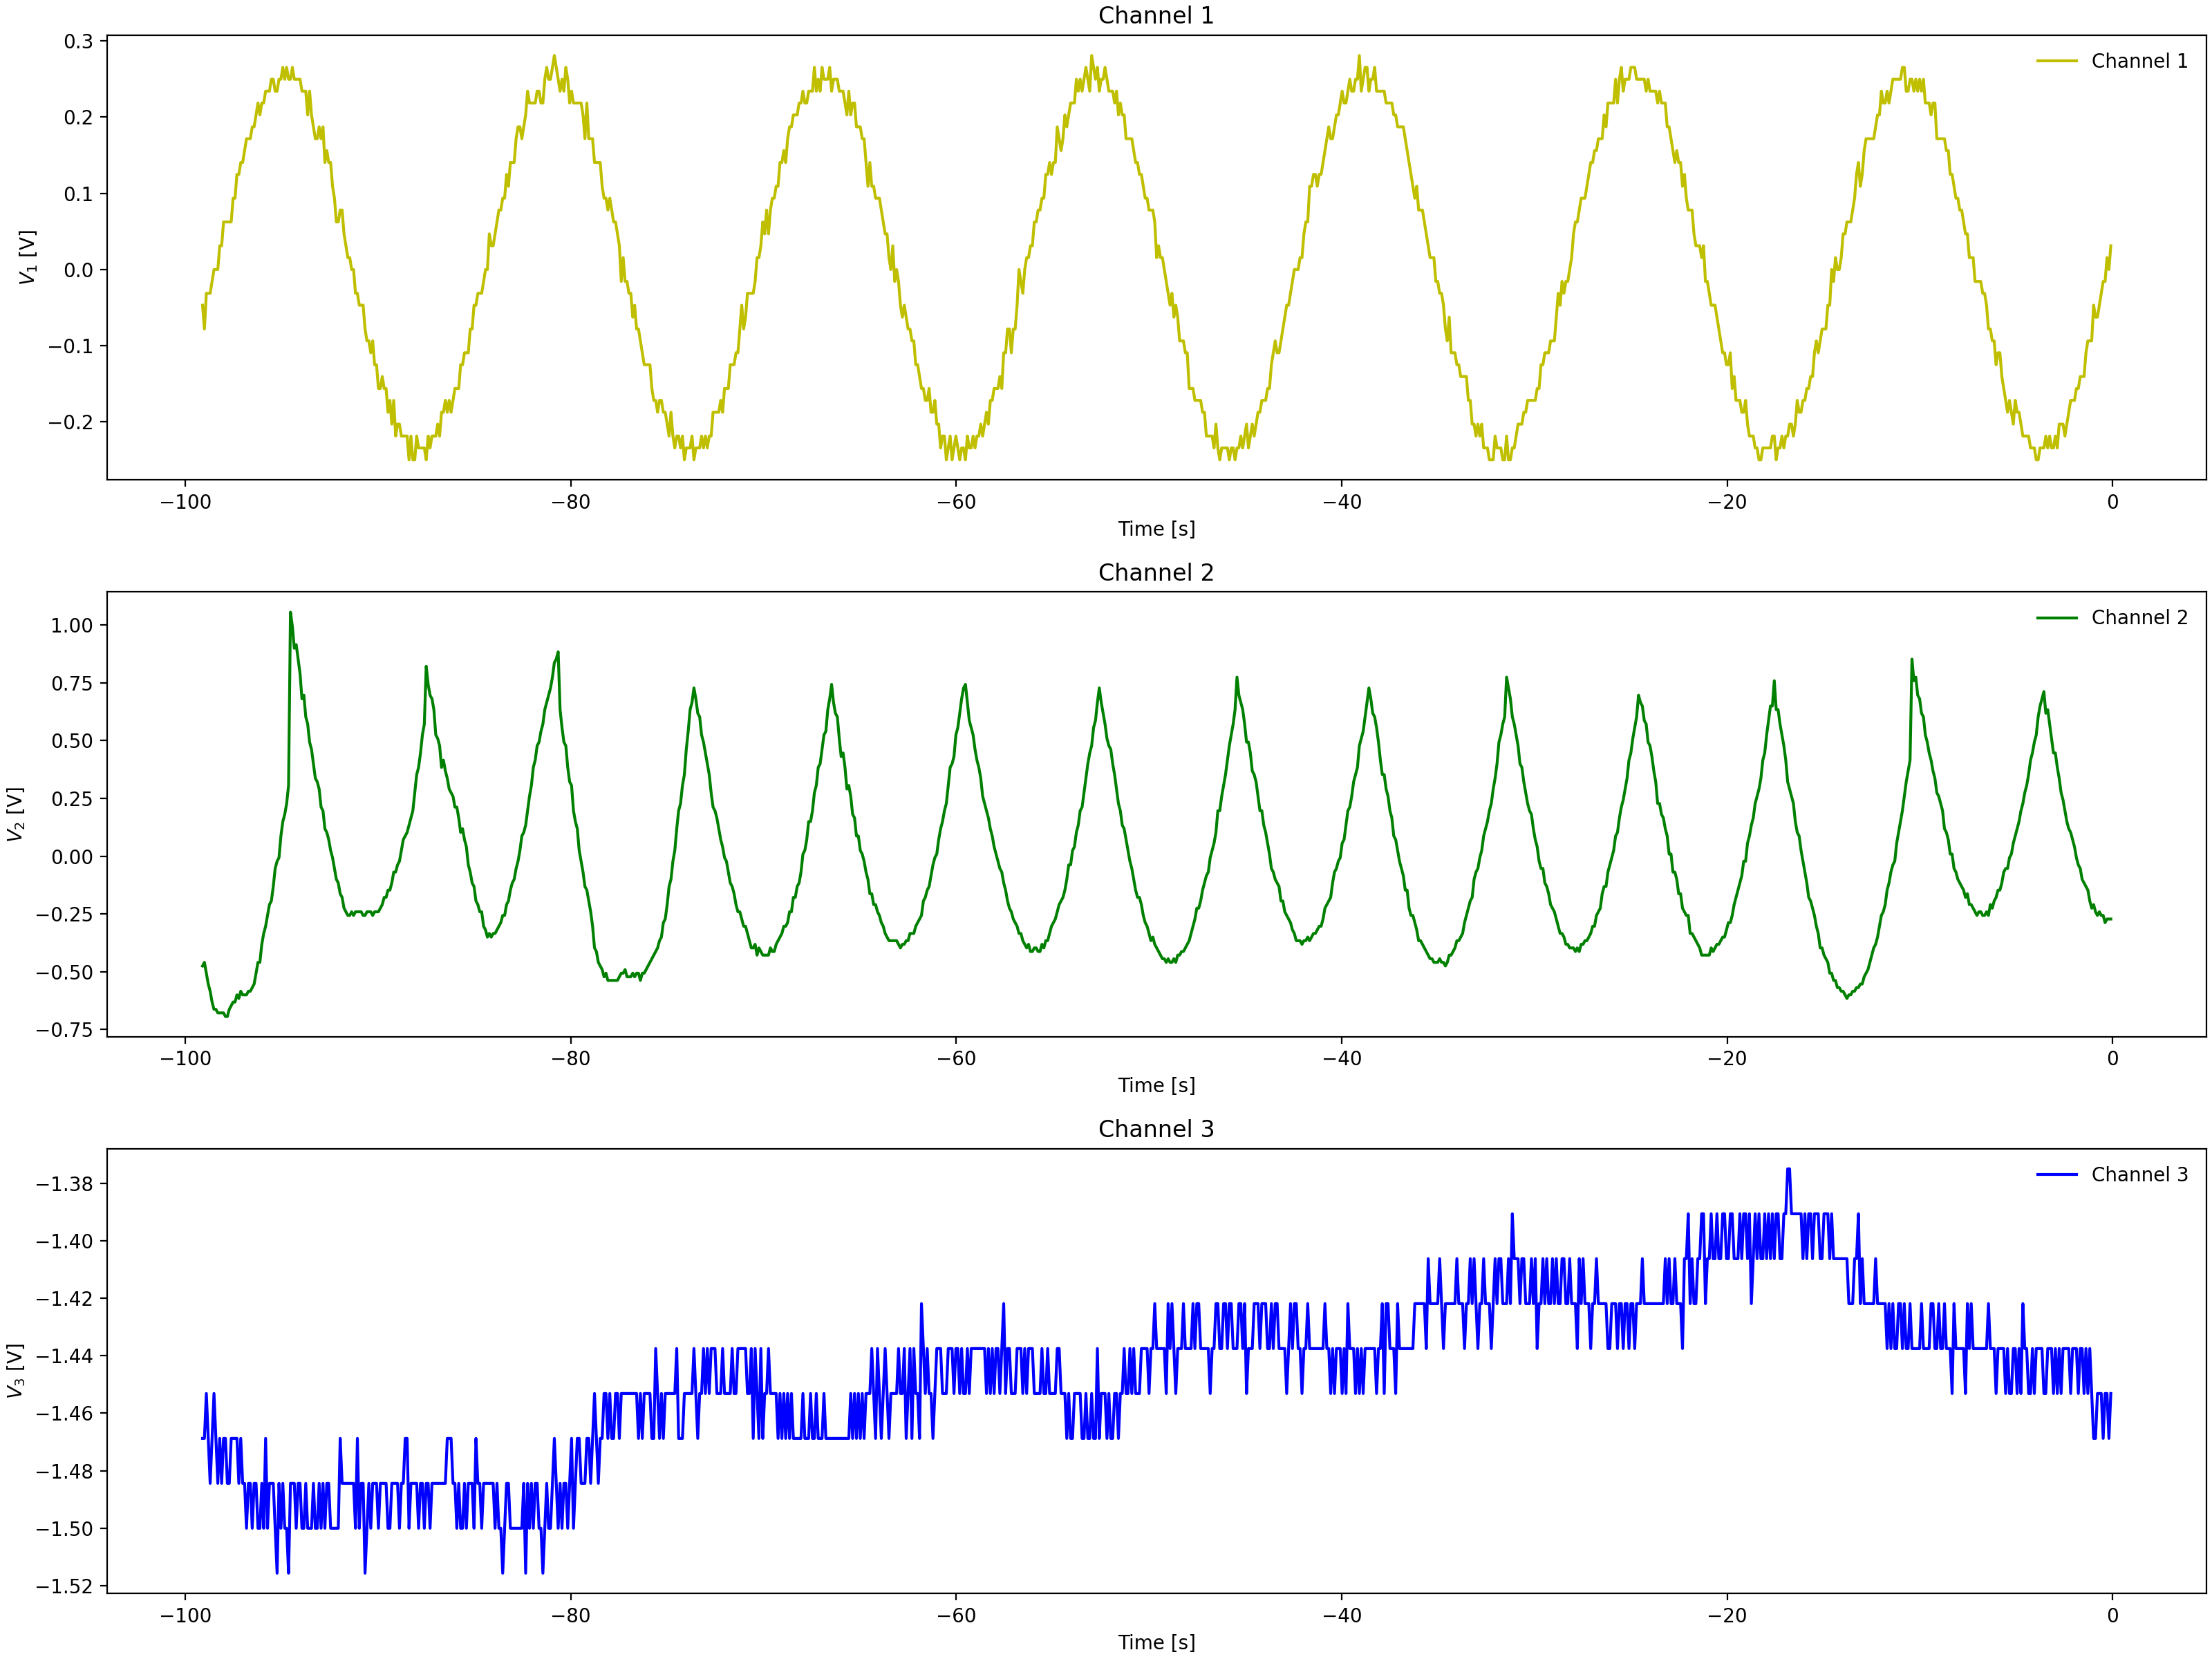 Channel 1
0.3
0.2
0.1
0.0
−0.1
−0.2
V1 [V]
Channel 1
−100 −80 −60 −40 −20 0
Time [s]
Channel 2
1.00
0.75
0.50
0.25
0.00
−0.25
−0.50
−0.75
V2 [V]
Channel 2
−100 −80 −60 −40 −20 0
Time [s]
Channel 3
−1.38
−1.40
−1.42
−1.44
−1.46
−1.48
−1.50
−1.52
V3 [V]
Channel 3
−100 −80 −60 −40 −20 0
Time [s]